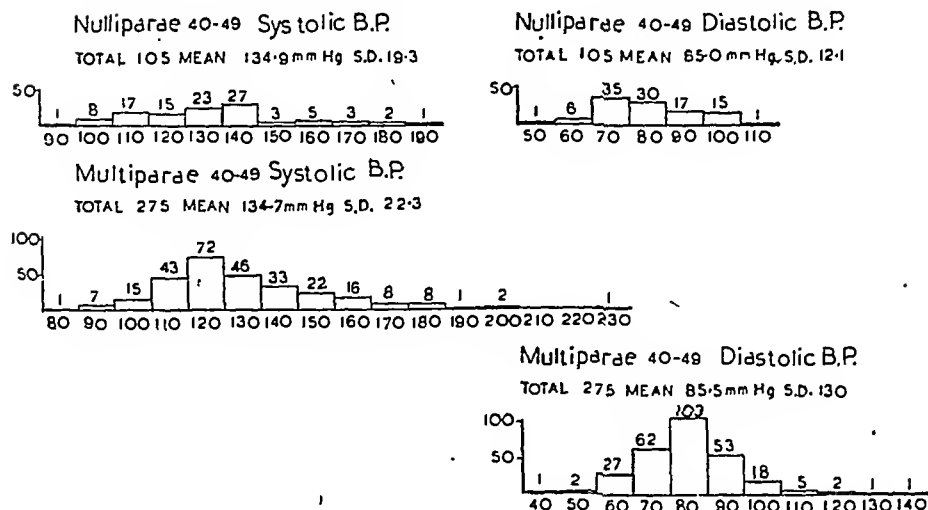 Nulliparae 40-49 Systolic B.P.
TOTAL 105 MEAN 134·9mm Hg S.D. 19·3
50
1 8 17 15 23 27 3 5 3 2 1
90 100 110 120 130 140 150 160 170 180 190
Nulliparae 40-49 Diastolic B.P.
TOTAL 105 MEAN 85·0mm Hg, S.D. 12·1
50
1 6 35 30 17 15 1
50 60 70 80 90 100 110
Multiparae 40-49 Systolic B.P.
TOTAL 275 MEAN 134·7mm Hg S.D. 22·3
100
50
1 7 15 43 72 46 33 22 16 8 8 1 2 1
80 90 100 110 120 130 140 150 160 170 180 190 200 210 220 230
Multiparae 40-49 Diastolic B.P.
TOTAL 275 MEAN 85·5mm Hg S.D. 130
100
50
1 2 27 62 103 53 18 5 2 1 1
40 50 60 70 80 90 100 110 120 130 140